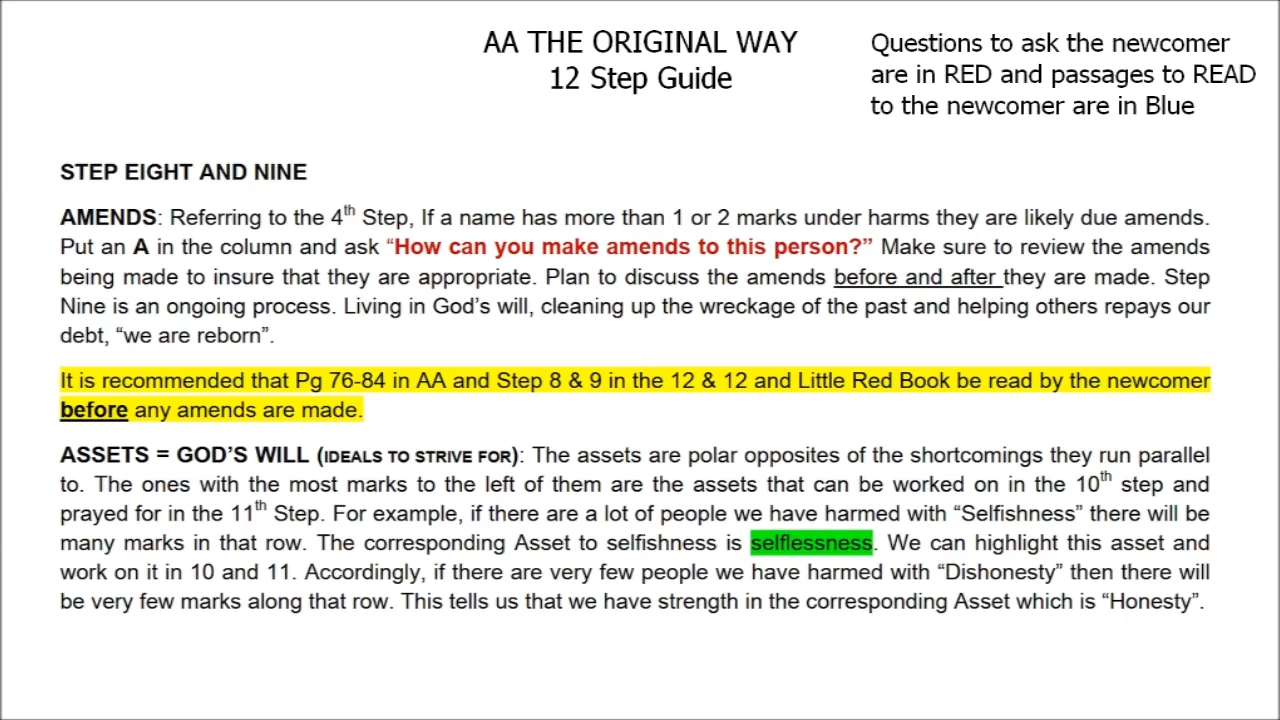 AA THE ORIGINAL WAY
12 Step Guide
Questions to ask the newcomer
are in RED and passages to READ
to the newcomer are in Blue
STEP EIGHT AND NINE
AMENDS: Referring to the 4th Step, If a name has more than 1 or 2 marks under harms they are likely due amends.
Put an A in the column and ask “How can you make amends to this person?” Make sure to review the amends
being made to insure that they are appropriate. Plan to discuss the amends before and after they are made. Step
Nine is an ongoing process. Living in God’s will, cleaning up the wreckage of the past and helping others repays our
debt, “we are reborn”.
It is recommended that Pg 76-84 in AA and Step 8 & 9 in the 12 & 12 and Little Red Book be read by the newcomer
before any amends are made.
ASSETS = GOD’S WILL (IDEALS TO STRIVE FOR): The assets are polar opposites of the shortcomings they run parallel
to. The ones with the most marks to the left of them are the assets that can be worked on in the 10th step and
prayed for in the 11th Step. For example, if there are a lot of people we have harmed with “Selfishness” there will be
many marks in that row. The corresponding Asset to selfishness is selflessness. We can highlight this asset and
work on it in 10 and 11. Accordingly, if there are very few people we have harmed with “Dishonesty” then there will
be very few marks along that row. This tells us that we have strength in the corresponding Asset which is “Honesty”.